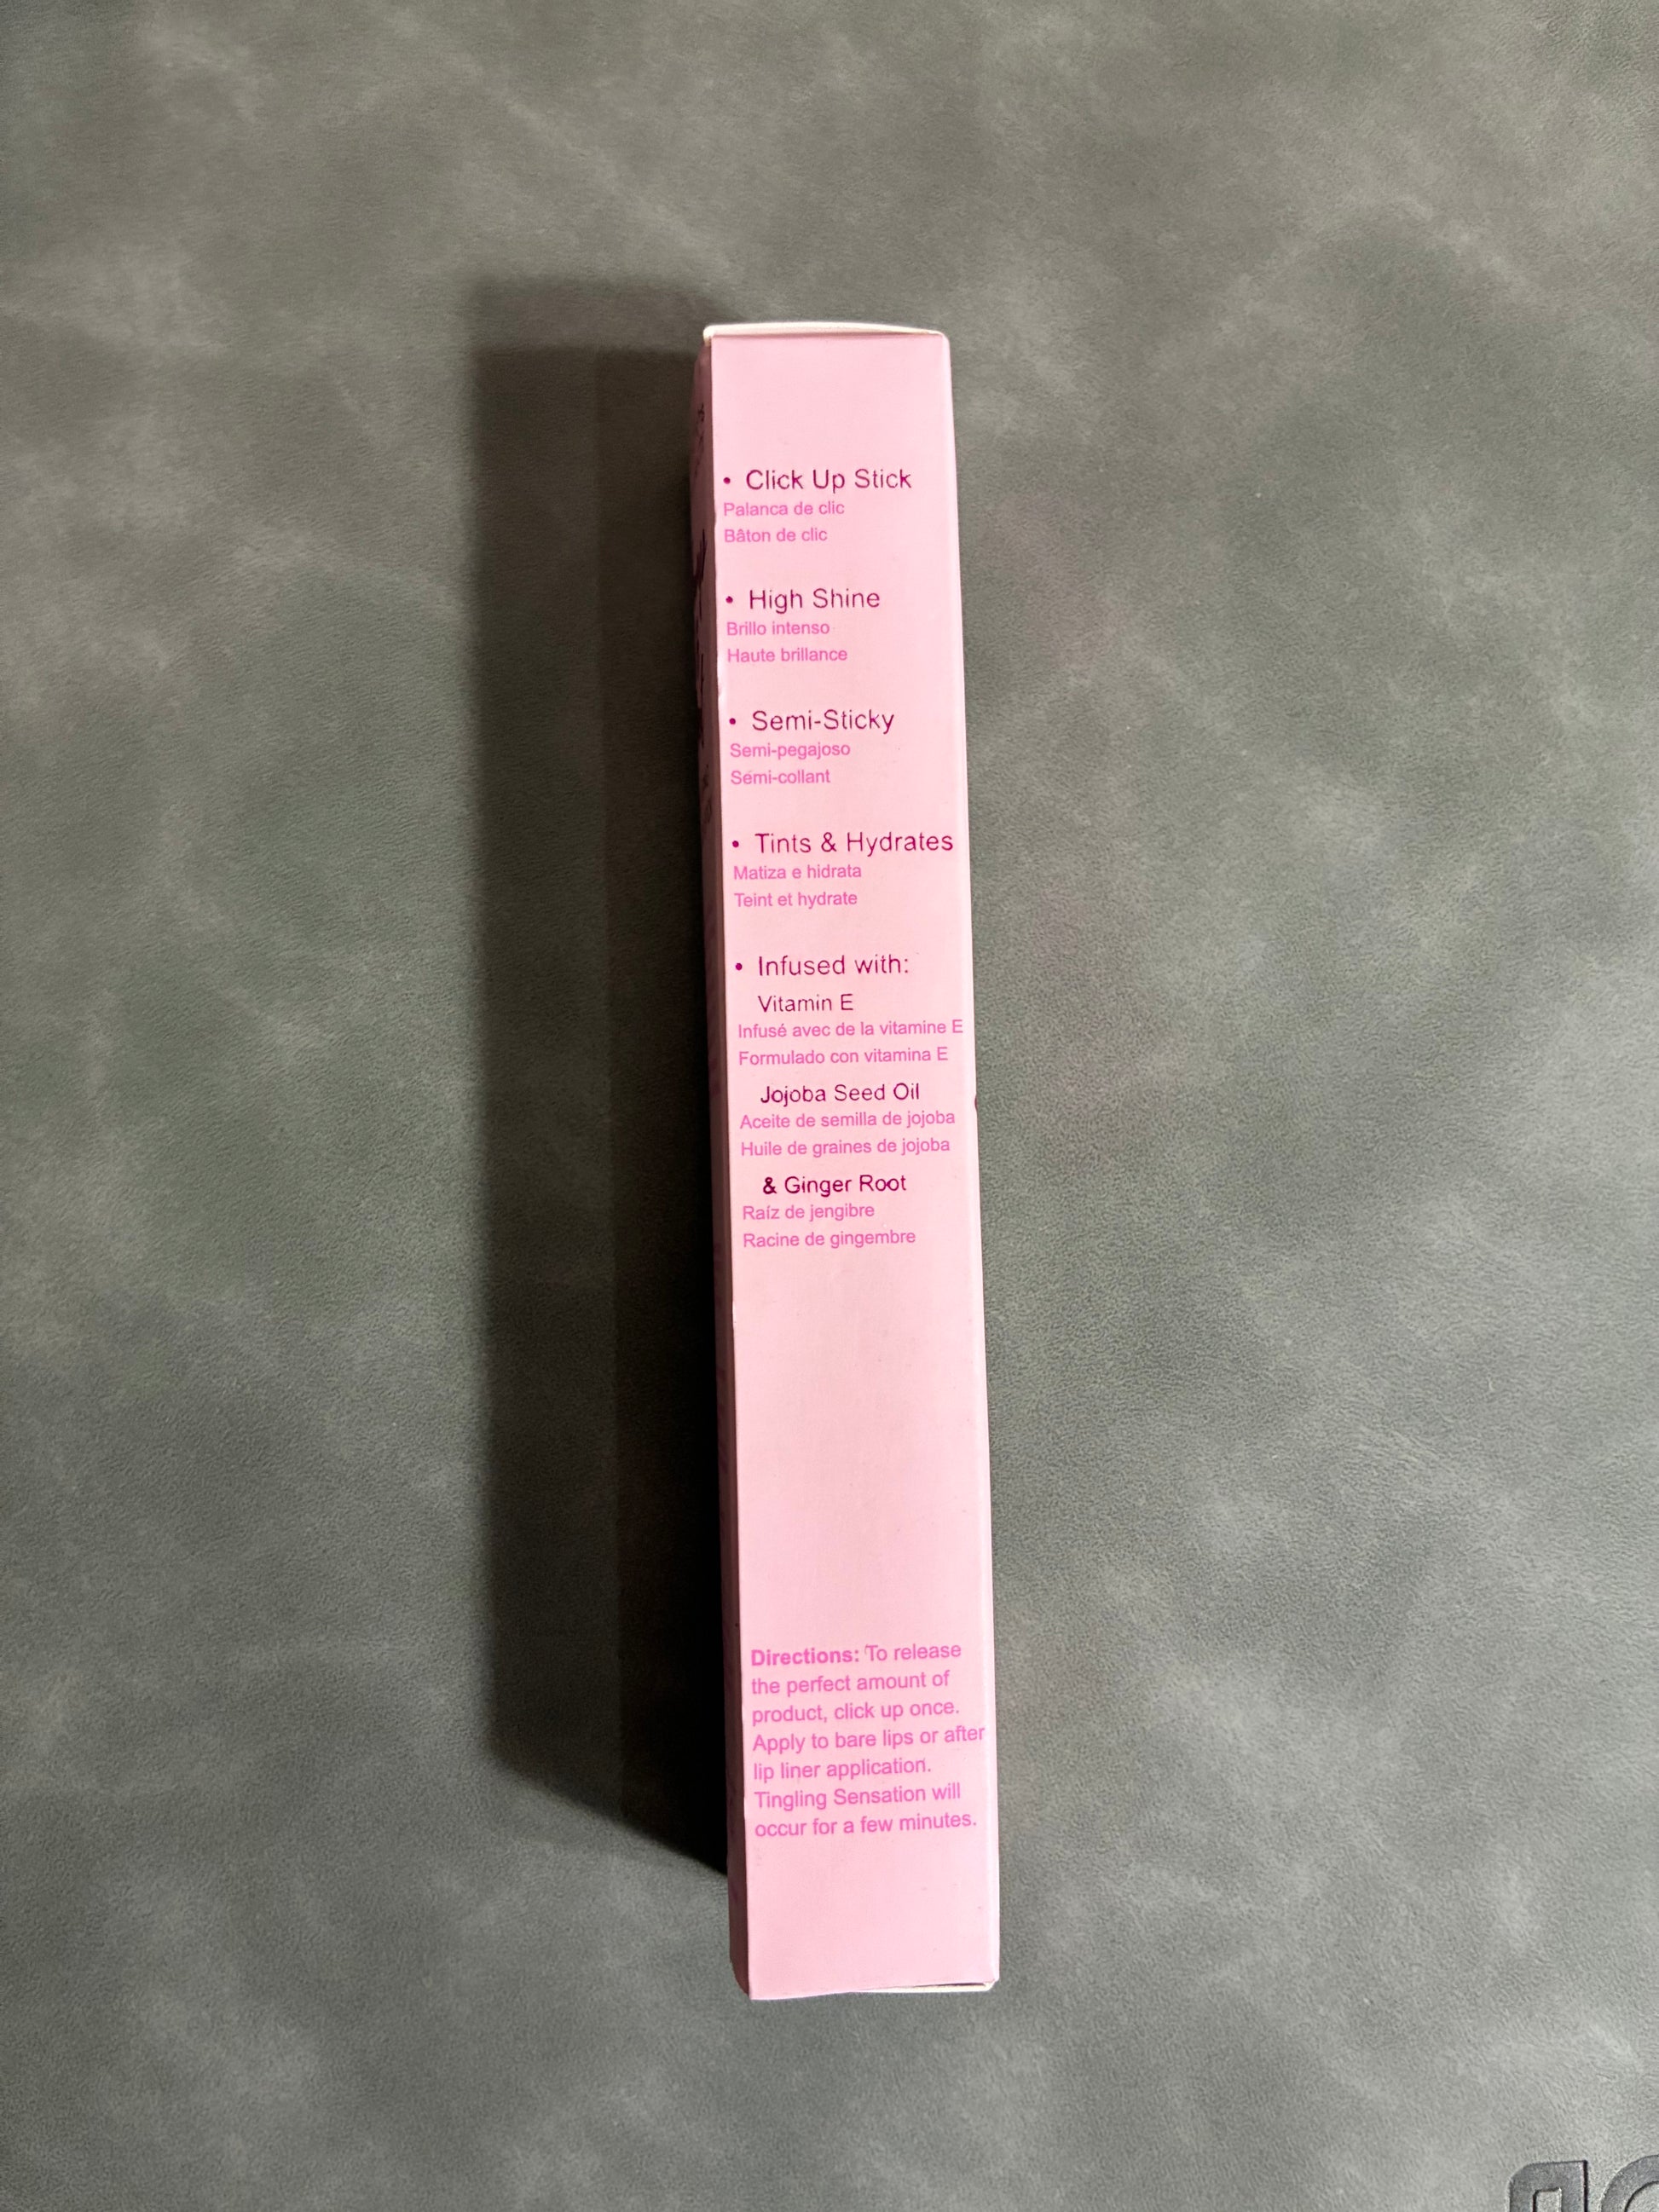 • Click Up Stick
Palanca de clic
Bâton de clic
• High Shine
Brillo intenso
Haute brillance
• Semi-Sticky
Semi-pegajoso
Semi-collant
• Tints & Hydrates
Matiza e hidrata
Teint et hydrate
• Infused with:
Vitamin E
Infusé avec de la vitamine E
Formulado con vitamina E
Jojoba Seed Oil
Aceite de semilla de jojoba
Huile de graines de jojoba
& Ginger Root
Raíz de jengibre
Racine de gingembre
Directions: To release
the perfect amount of
product, click up once.
Apply to bare lips or after
lip liner application.
Tingling Sensation will
occur for a few minutes.